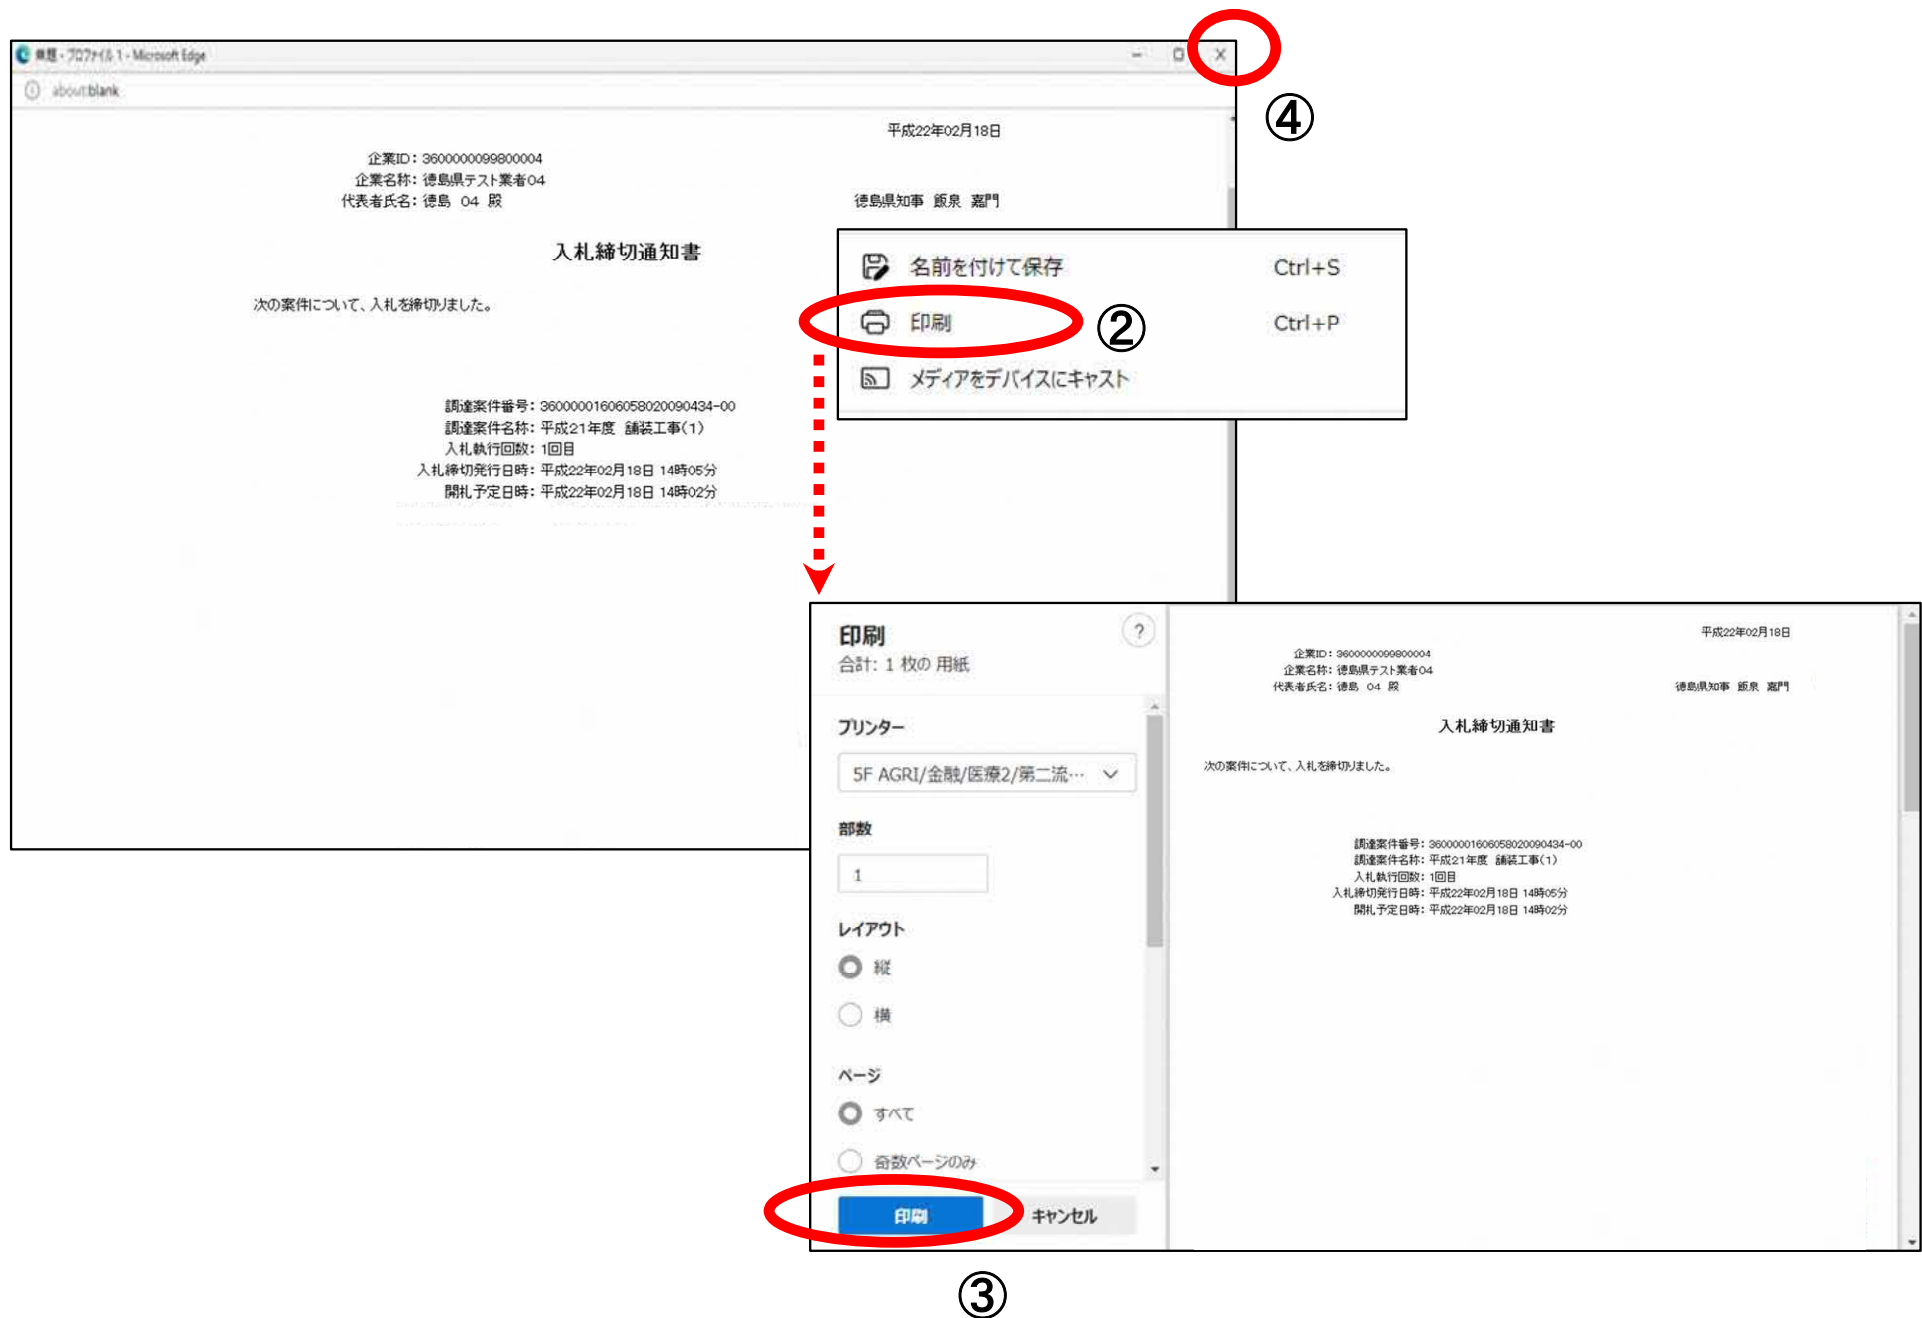 無題 - プロファイル 1 - Microsoft Edge
about:blank
④
平成22年02月18日
企業ID：3600000099800004
企業名称：徳島県テスト業者04
代表者氏名：徳島 04 殿
徳島県知事 飯泉 嘉門
入札締切通知書
次の案件について、入札を締切りました。
調達案件番号：36000001606058020090434-00
調達案件名称：平成21年度 舗装工事(1)
入札執行回数：1回目
入札締切発行日時：平成22年02月18日 14時05分
開札予定日時：平成22年02月18日 14時02分
名前を付けて保存 Ctrl+S
印刷 ② Ctrl+P
メディアをデバイスにキャスト
印刷 ?
合計: 1 枚の 用紙
プリンター
5F AGRI/金融/医療2/第二流…
部数
1
レイアウト
縦
横
ページ
すべて
奇数ページのみ
印刷 キャンセル
③
平成22年02月18日
企業ID：3600000099800004
企業名称：徳島県テスト業者04
代表者氏名：徳島 04 殿
徳島県知事 飯泉 嘉門
入札締切通知書
次の案件について、入札を締切りました。
調達案件番号：36000001606058020090434-00
調達案件名称：平成21年度 舗装工事(1)
入札執行回数：1回目
入札締切発行日時：平成22年02月18日 14時05分
開札予定日時：平成22年02月18日 14時02分